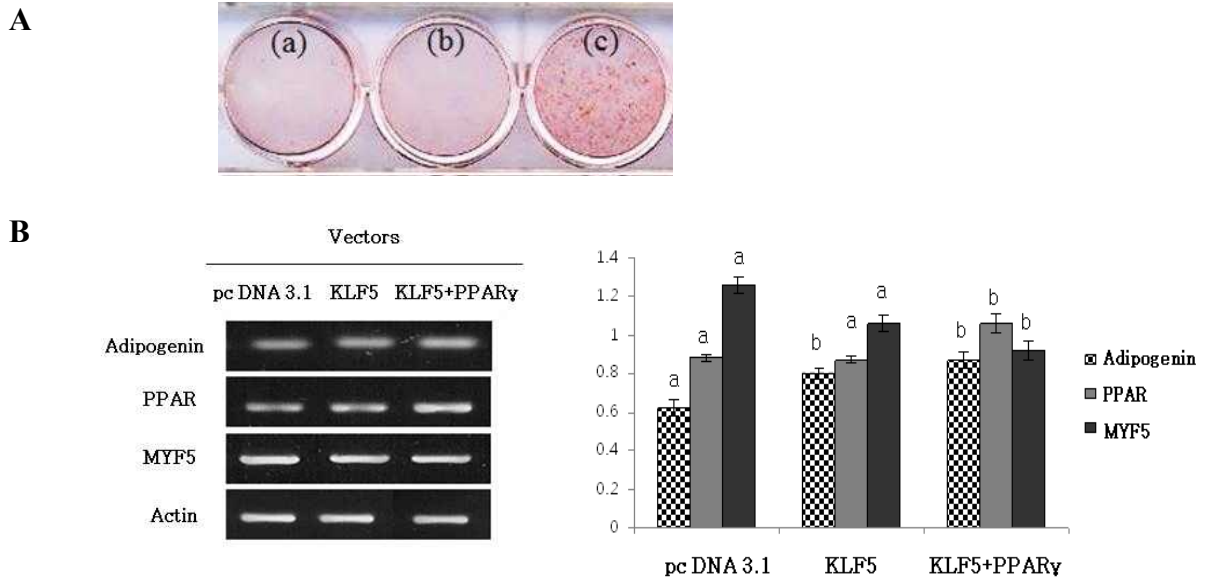 A
(a) (b) (c)
B
Vectors
pc DNA 3.1 KLF5 KLF5+PPARγ
Adipogenin
PPAR
MYF5
Actin
1.4
1.2
1
0.8
0.6
0.4
0.2
0
a a a
b a a
b b b
pc DNA 3.1 KLF5 KLF5+PPARγ
Adipogenin
PPAR
MYF5